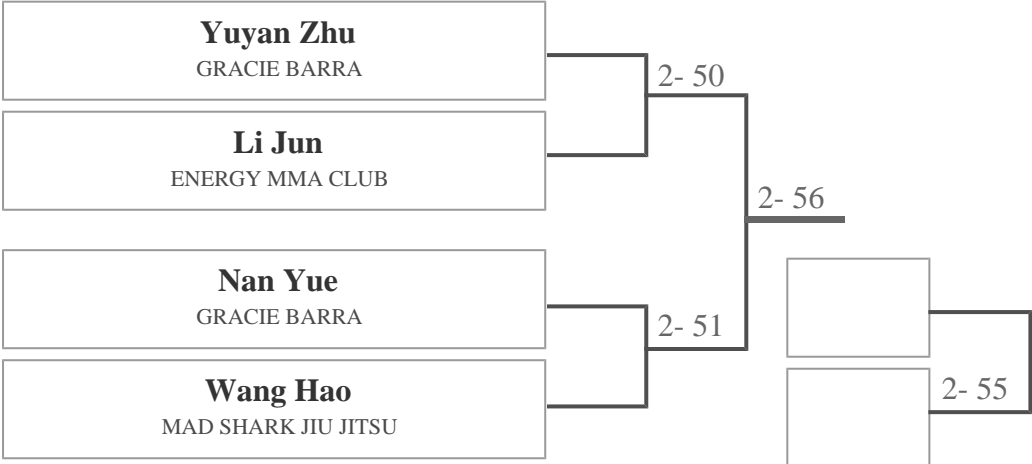 Yuyan Zhu
GRACIE BARRA
2- 50
Li Jun
ENERGY MMA CLUB
2- 56
Nan Yue
GRACIE BARRA
2- 51
Wang Hao
MAD SHARK JIU JITSU
2- 55